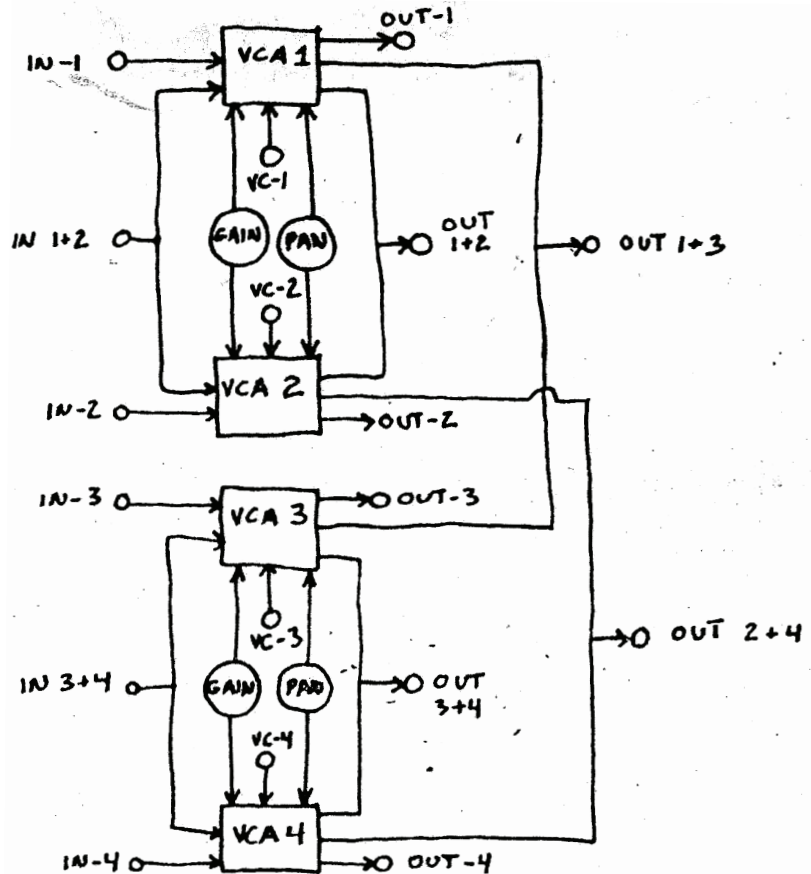 OUT-1
IN-1
VCA 1
VC-1
IN 1+2
GAIN
PAN
OUT
1+2
OUT 1+3
VC-2
VCA 2
IN-2
OUT-2
IN-3
VCA 3
OUT-3
VC-3
OUT 2+4
IN 3+4
GAIN
PAN
OUT
3+4
VC-4
VCA 4
IN-4
OUT-4